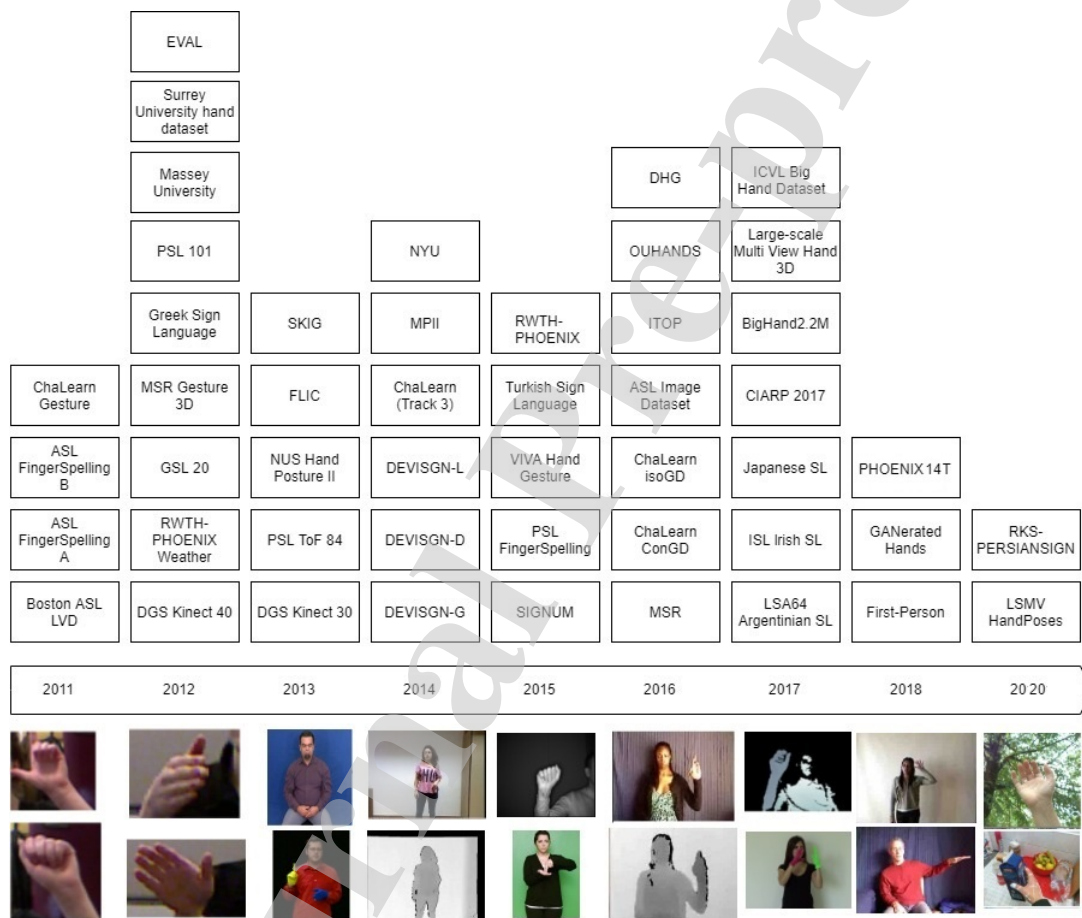 EVAL
Surrey
University hand
dataset
Massey
University
DHG
ICVL Big
Hand Dataset
PSL 101
NYU
OUHANDS
Large-scale
Multi View Hand
3D
Greek Sign
Language
SKIG
MPII
RWTH-
PHOENIX
ITOP
BigHand2.2M
ChaLearn
Gesture
MSR Gesture
3D
FLIC
ChaLearn
(Track 3)
Turkish Sign
Language
ASL Image
Dataset
CIARP 2017
ASL
FingerSpelling
B
GSL 20
NUS Hand
Posture II
DEVISGN-L
VIVA Hand
Gesture
ChaLearn
isoGD
Japanese SL
PHOENIX14T
ASL
FingerSpelling
A
RWTH-
PHOENIX
Weather
PSL ToF 84
DEVISGN-D
PSL
FingerSpelling
ChaLearn
ConGD
ISL Irish SL
GANerated
Hands
RKS-
PERSIANSIGN
Boston ASL
LVD
DGS Kinect 40
DGS Kinect 30
DEVISGN-G
SIGNUM
MSR
LSA64
Argentinian SL
First-Person
LSMV
HandPoses
2011 2012 2013 2014 2015 2016 2017 2018 20 20
rnal Pre-pr